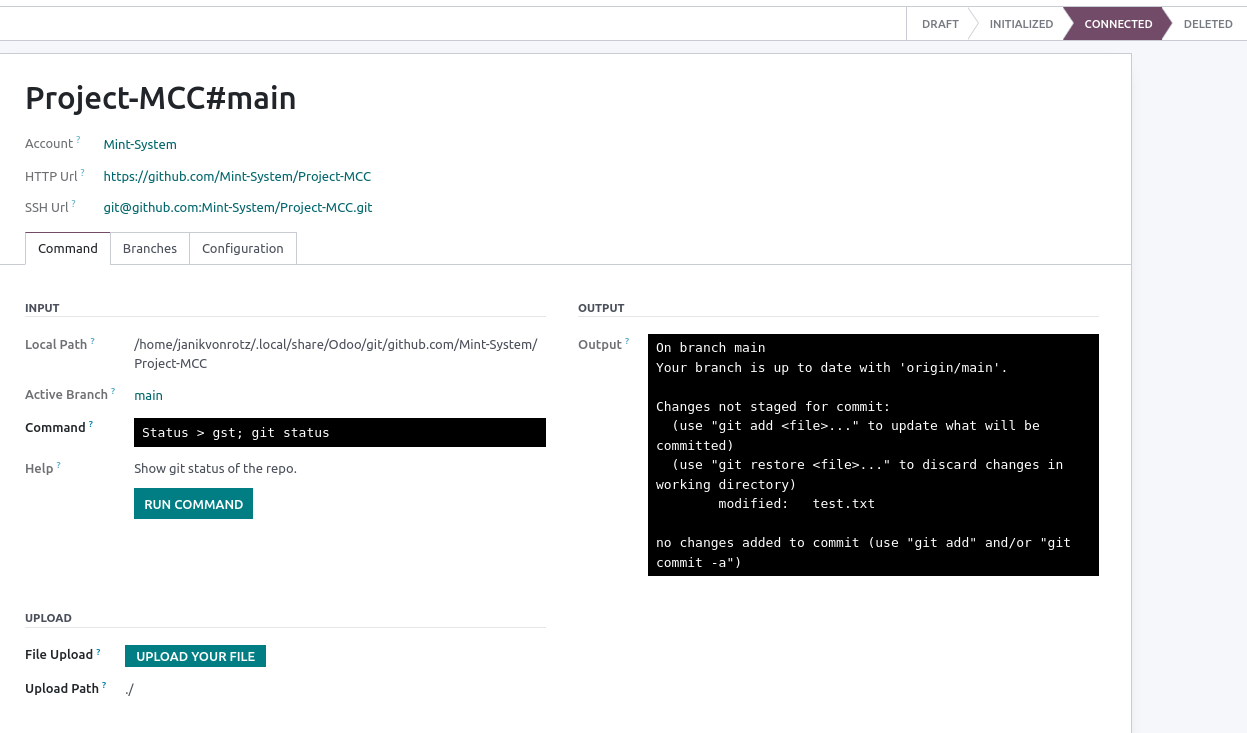 DRAFT INITIALIZED CONNECTED DELETED
Project-MCC#main
Account ? Mint-System
HTTP Url ? https://github.com/Mint-System/Project-MCC
SSH Url ? git@github.com:Mint-System/Project-MCC.git
Command Branches Configuration
INPUT
Local Path ? /home/janikvonrotz/.local/share/Odoo/git/github.com/Mint-System/
Project-MCC
Active Branch ? main
Command ? Status > gst; git status
Help ? Show git status of the repo.
RUN COMMAND
OUTPUT
Output ? On branch main
Your branch is up to date with 'origin/main'.
Changes not staged for commit:
  (use "git add <file>..." to update what will be
committed)
  (use "git restore <file>..." to discard changes in
working directory)
        modified:   test.txt
no changes added to commit (use "git add" and/or "git
commit -a")
UPLOAD
File Upload ? UPLOAD YOUR FILE
Upload Path ? ./